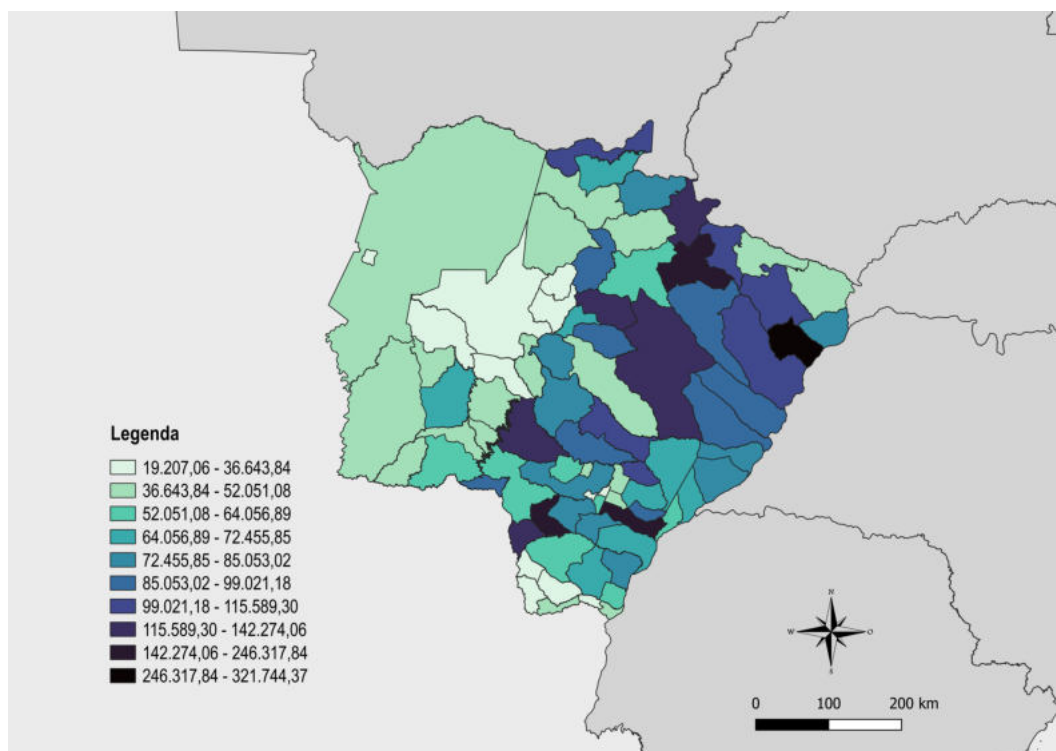 Legenda
19.207,06 - 36.643,84
36.643,84 - 52.051,08
52.051,08 - 64.056,89
64.056,89 - 72.455,85
72.455,85 - 85.053,02
85.053,02 - 99.021,18
99.021,18 - 115.589,30
115.589,30 - 142.274,06
142.274,06 - 246.317,84
246.317,84 - 321.744,37
N
W O
S
0 100 200 km